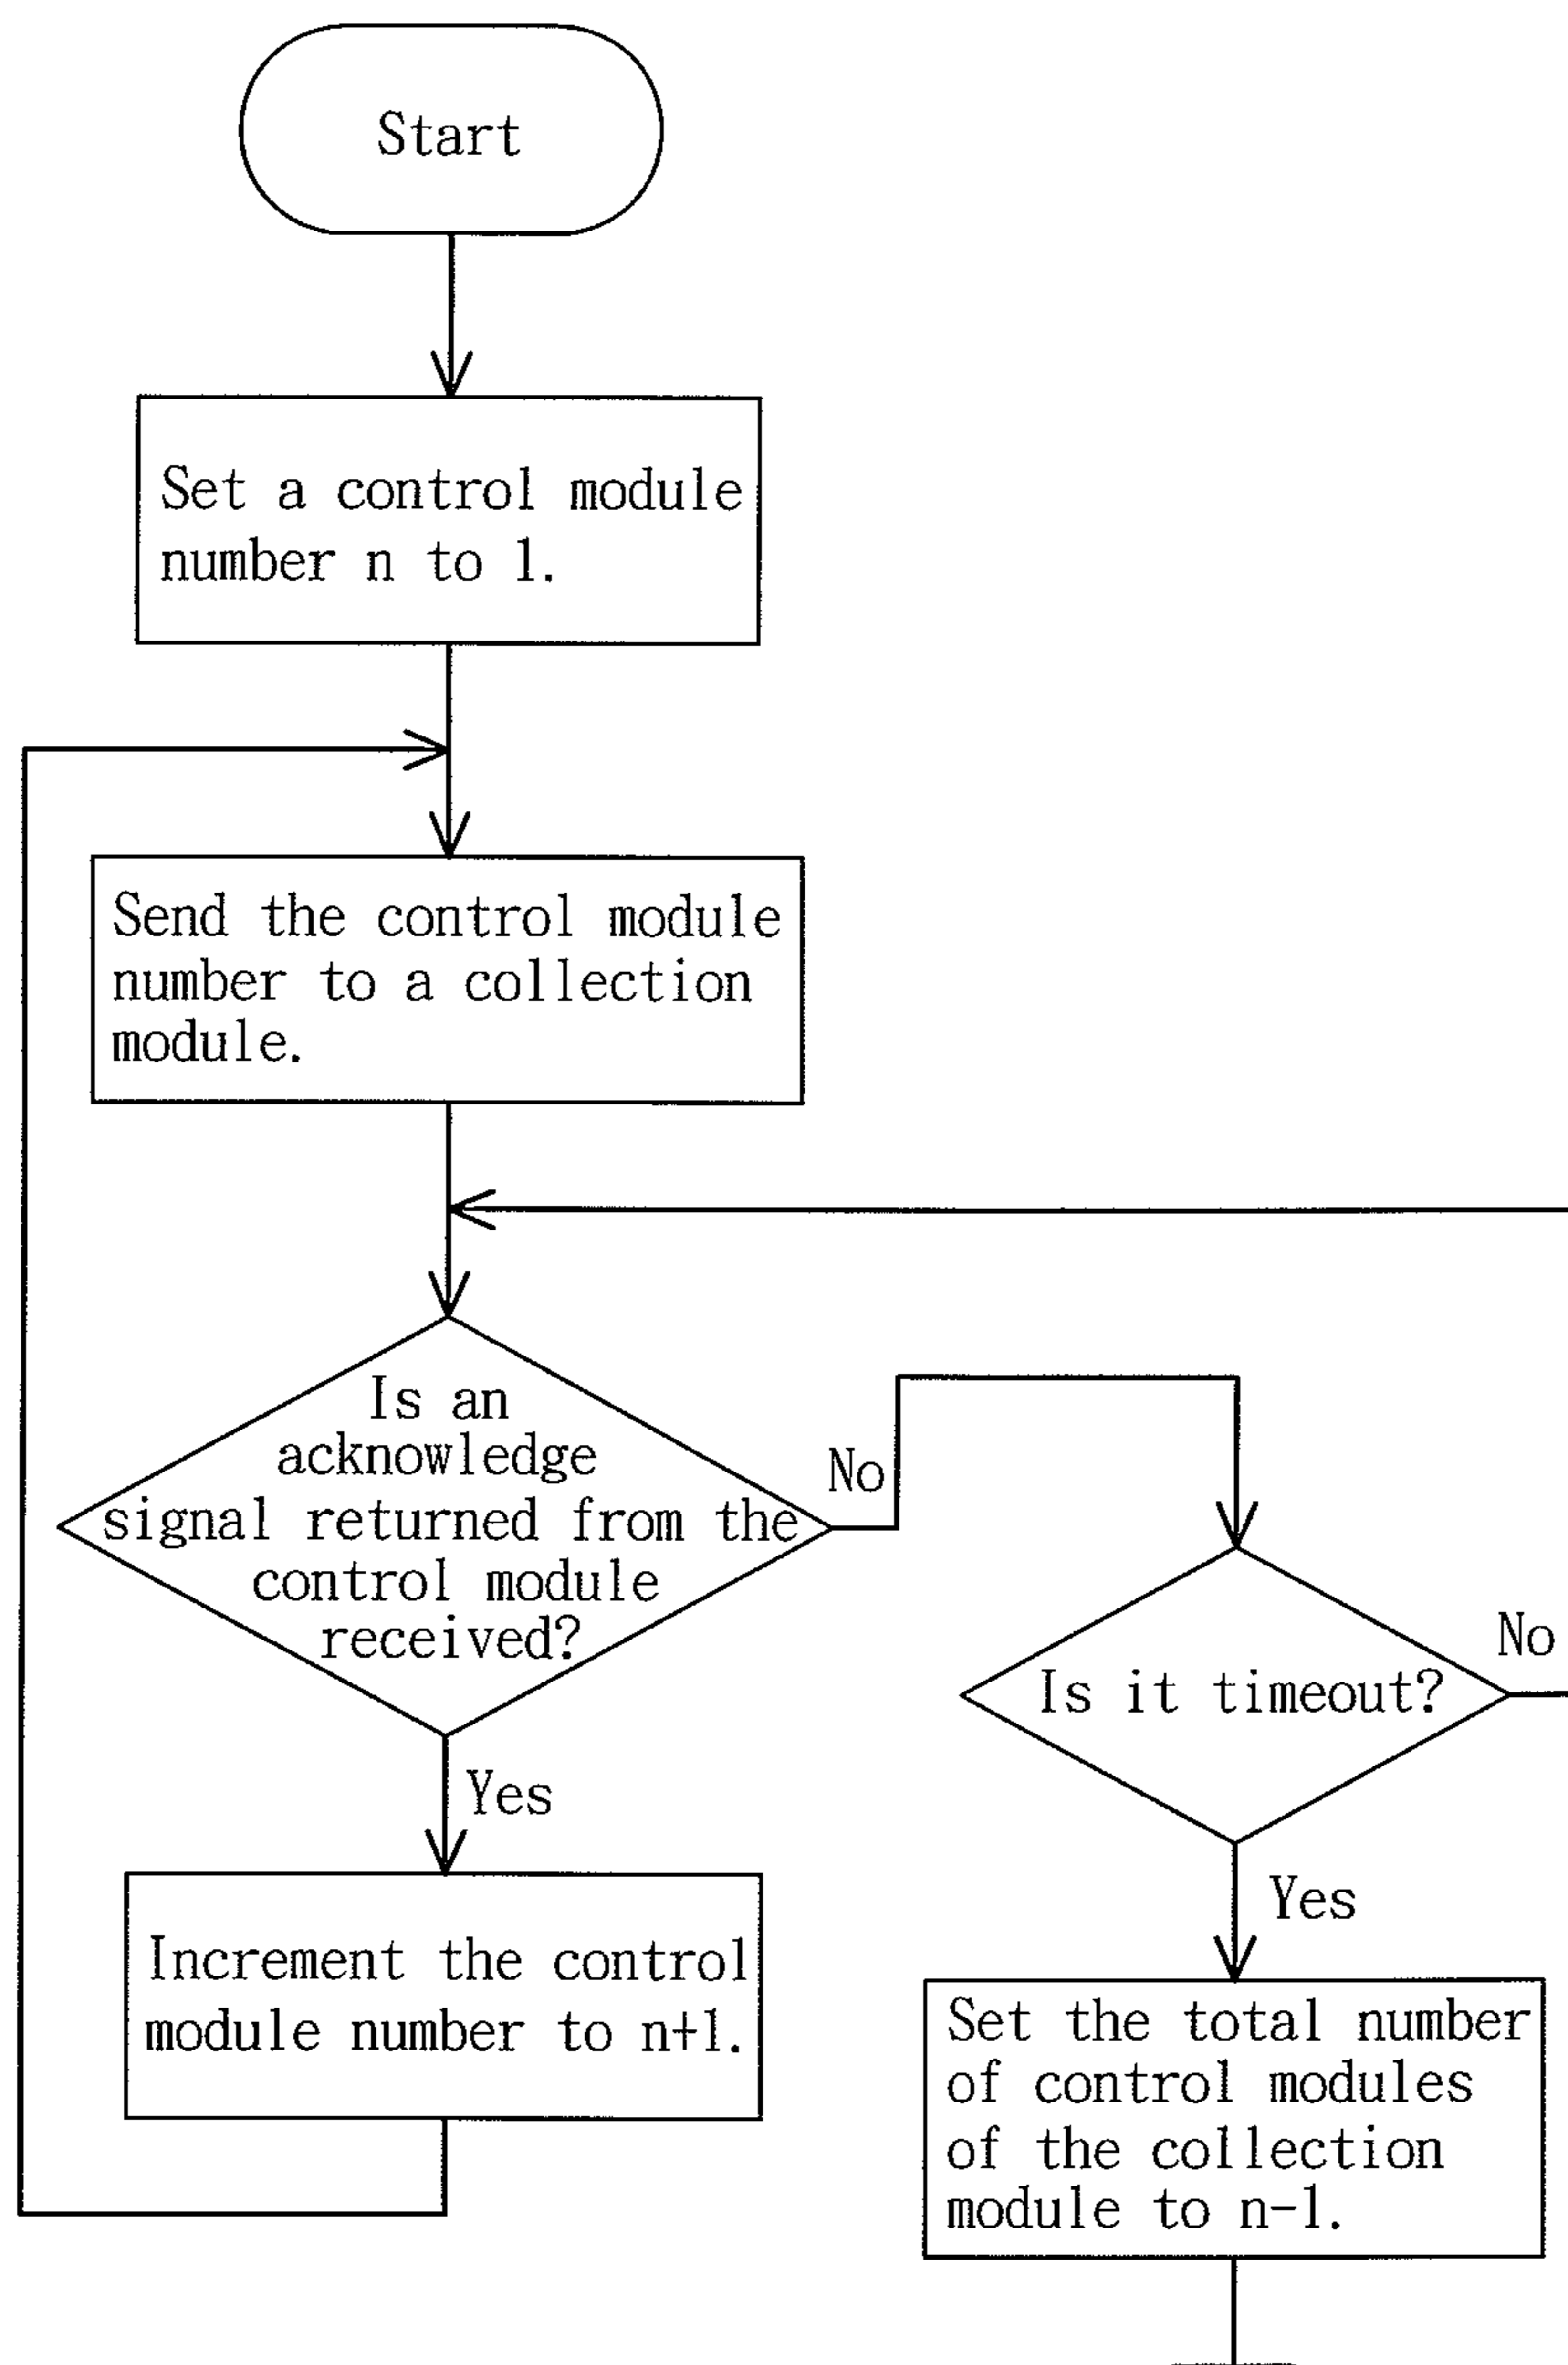 Start
Set a control module
number n to 1.
Send the control module
number to a collection
module.
Is an
acknowledge
signal returned from the
control module
received?
No
Yes
Is it timeout?
No
Yes
Increment the control
module number to n+1.
Set the total number
of control modules
of the collection
module to n-1.